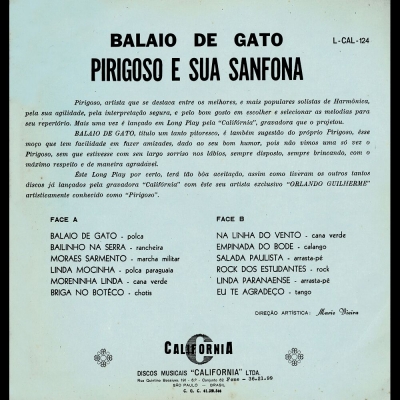 BALAIO DE GATO
L-CAL-124
PIRIGOSO E SUA SANFONA
Pirigoso, artista que se destaca entre os melhores, e mais populares solistas de Harmônica,
pela sua agilidade, pela interpretação segura, e pelo bom gosto em escolher e selecionar as melodias para
seu repertório. Mais uma vez é lançado em Long Play pela "Califórnia", gravadora que o projetou.
BALAIO DE GATO, título um tanto pitoresco, é também sugestão do próprio Pirigoso, êsse
moço que tem facilidade em fazer amizades, dado ao seu bom humor, pois não vimos uma só vez o
Pirigoso, sem que estivesse com seu largo sorriso nos lábios, sempre disposto, sempre brincando, com o
máximo respeito e de maneira agradável.
Êste Long Play por certo, terá tão bôa aceitação, assim como tiveram os outros tantos
discos já lançados pela gravadora "Califórnia" com êste seu artista exclusivo "ORLANDO GUILHERME"
artisticamente conhecido como "Pirigoso".
FACE A
BALAIO DE GATO - polca
BAILINHO NA SERRA - rancheira
MORAES SARMENTO - marcha militar
LINDA MOCINHA - polca paraguaia
MORENINHA LINDA - cana verde
BRIGA NO BOTÉCO - chotis
FACE B
NA LINHA DO VENTO - cana verde
EMPINADA DO BODE - calango
SALADA PAULISTA - arrasta-pé
ROCK DOS ESTUDANTES - rock
LINDA PARANAENSE - arrasta-pé
EU TE AGRADEÇO - tango
DIREÇÃO ARTÍSTICA: Mario Vieira
CALIFORNIA
DISCOS MUSICAIS "CALIFORNIA" LTDA.
SÃO PAULO - BRASIL